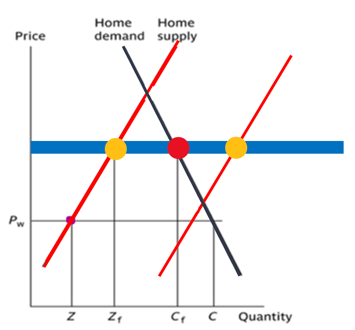 Home Home
demand supply
Price
Pw
Z Zf Cf C Quantity